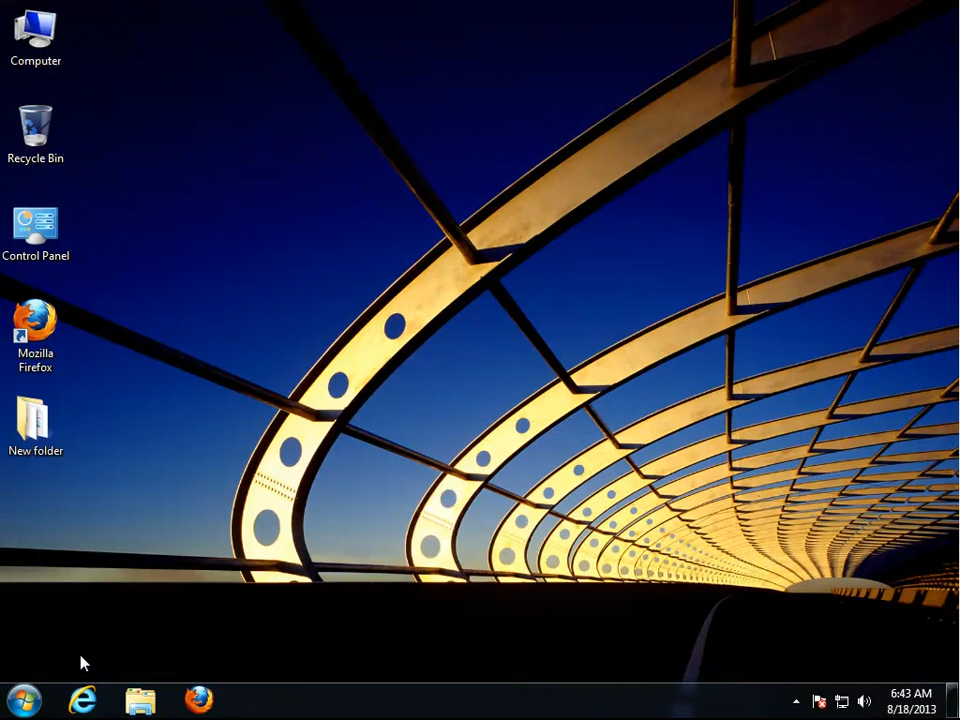 Computer
Recycle Bin
Control Panel
Mozilla
Firefox
New folder
6:43 AM
8/18/2013